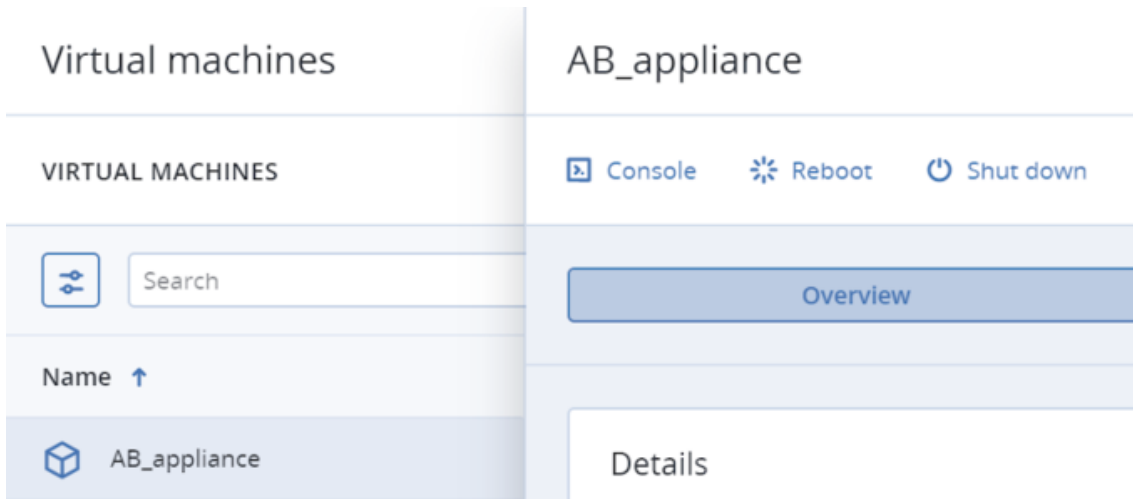 Virtual machines
VIRTUAL MACHINES
Search
Name
AB_appliance
AB_appliance
Console Reboot Shut down
Overview
Details